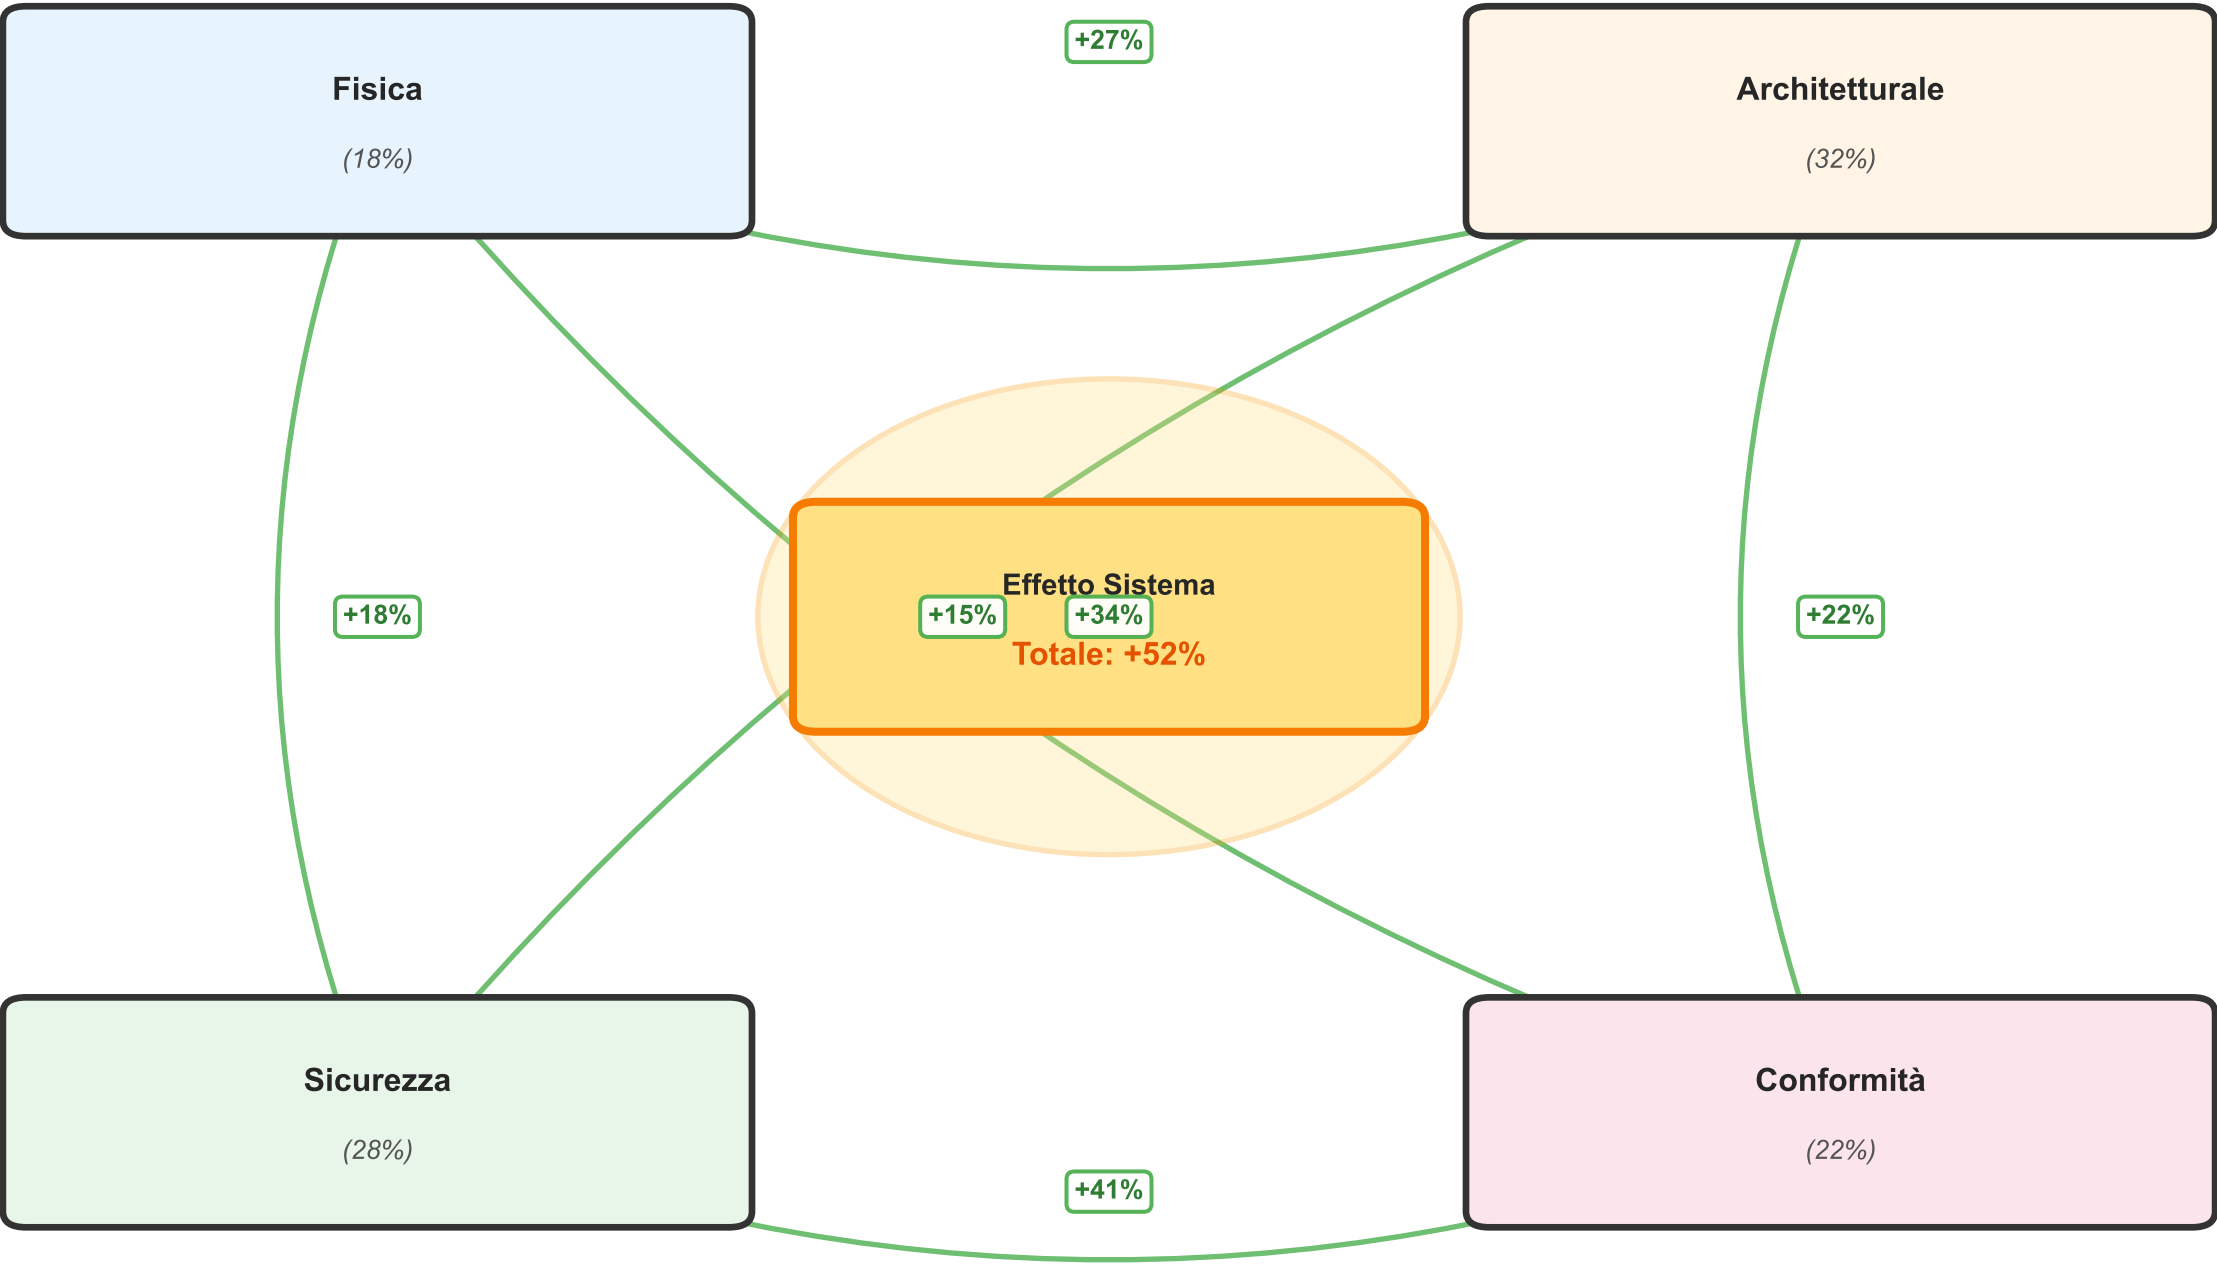 +27%
Fisica
(18%)
Architetturale
(32%)
Effetto Sistema
+18%
+15%
+34%
+22%
Totale: +52%
Sicurezza
(28%)
Conformità
(22%)
+41%